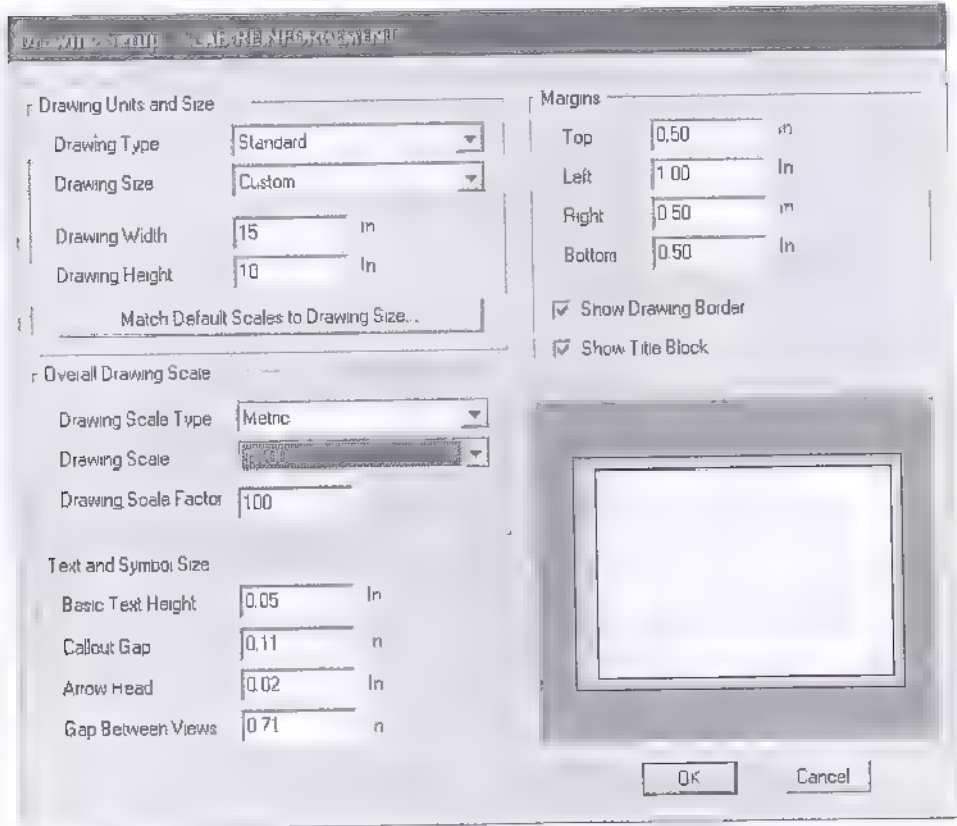 Drawing Units and Size
Drawing Type Standard
Drawing Size Custom
Drawing Width 15 In
Drawing Height 10 In
Match Default Scales to Drawing Size...
Overall Drawing Scale
Drawing Scale Type Metric
Drawing Scale
Drawing Scale Factor 100
Text and Symbol Size
Basic Text Height 0.05 In
Callout Gap 0.11 In
Arrow Head 0.02 In
Gap Between Views 0.71 In
Margins
Top 0.50 In
Left 1.00 In
Right 0.50 In
Bottom 0.50 In
Show Drawing Border
Show Title Block
OK Cancel